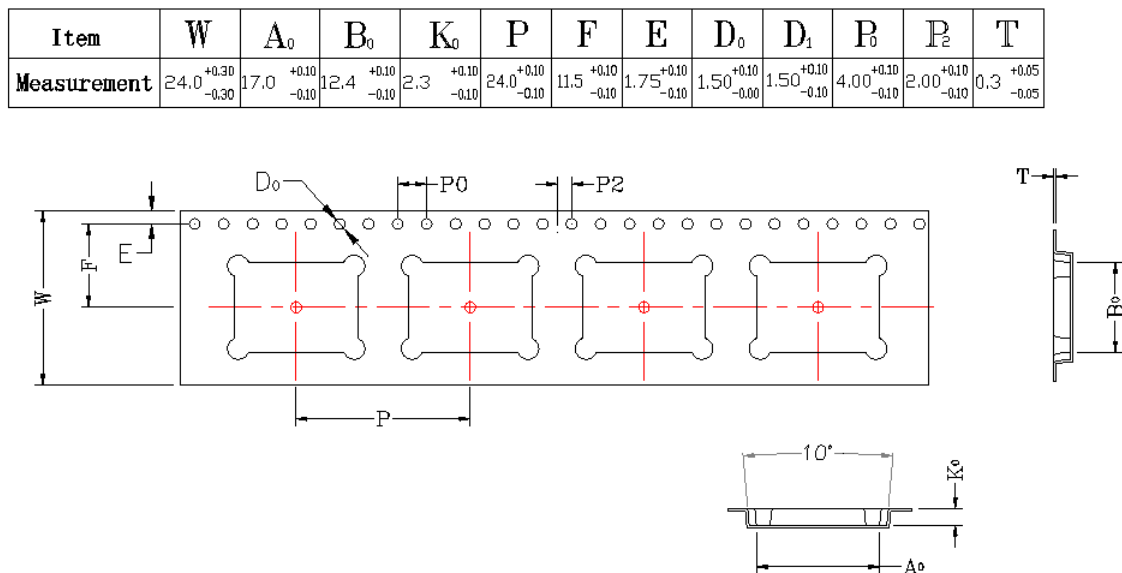 Item W A₀ B₀ K₀ P F E D₀ D₁ P₀ P₂ T
Measurement 24.0 +0.30 -0.30 17.0 +0.10 -0.10 12.4 +0.10 -0.10 2.3 +0.10 -0.10 24.0 +0.10 -0.10 11.5 +0.10 -0.10 1.75 +0.10 -0.10 1.50 +0.10 -0.00 1.50 +0.10 -0.10 4.00 +0.10 -0.10 2.00 +0.10 -0.10 0.3 +0.05 -0.05
D₀ P0 P2 T
E
F
W
B₀
P
10°
K₀
A₀